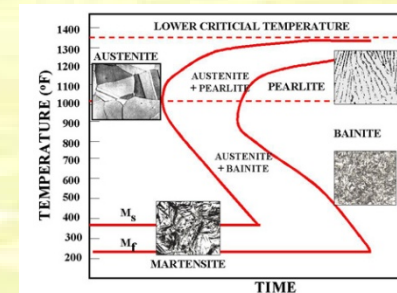 LOWER CRITICIAL TEMPERATURE
1400
1300
1200
1100
1000
900
800
700
600
500
400
300
200
TEMPERATURE (°F)
AUSTENITE
AUSTENITE
+ PEARLITE
PEARLITE
BAINITE
AUSTENITE
+ BAINITE
Ms
Mf
MARTENSITE
TIME